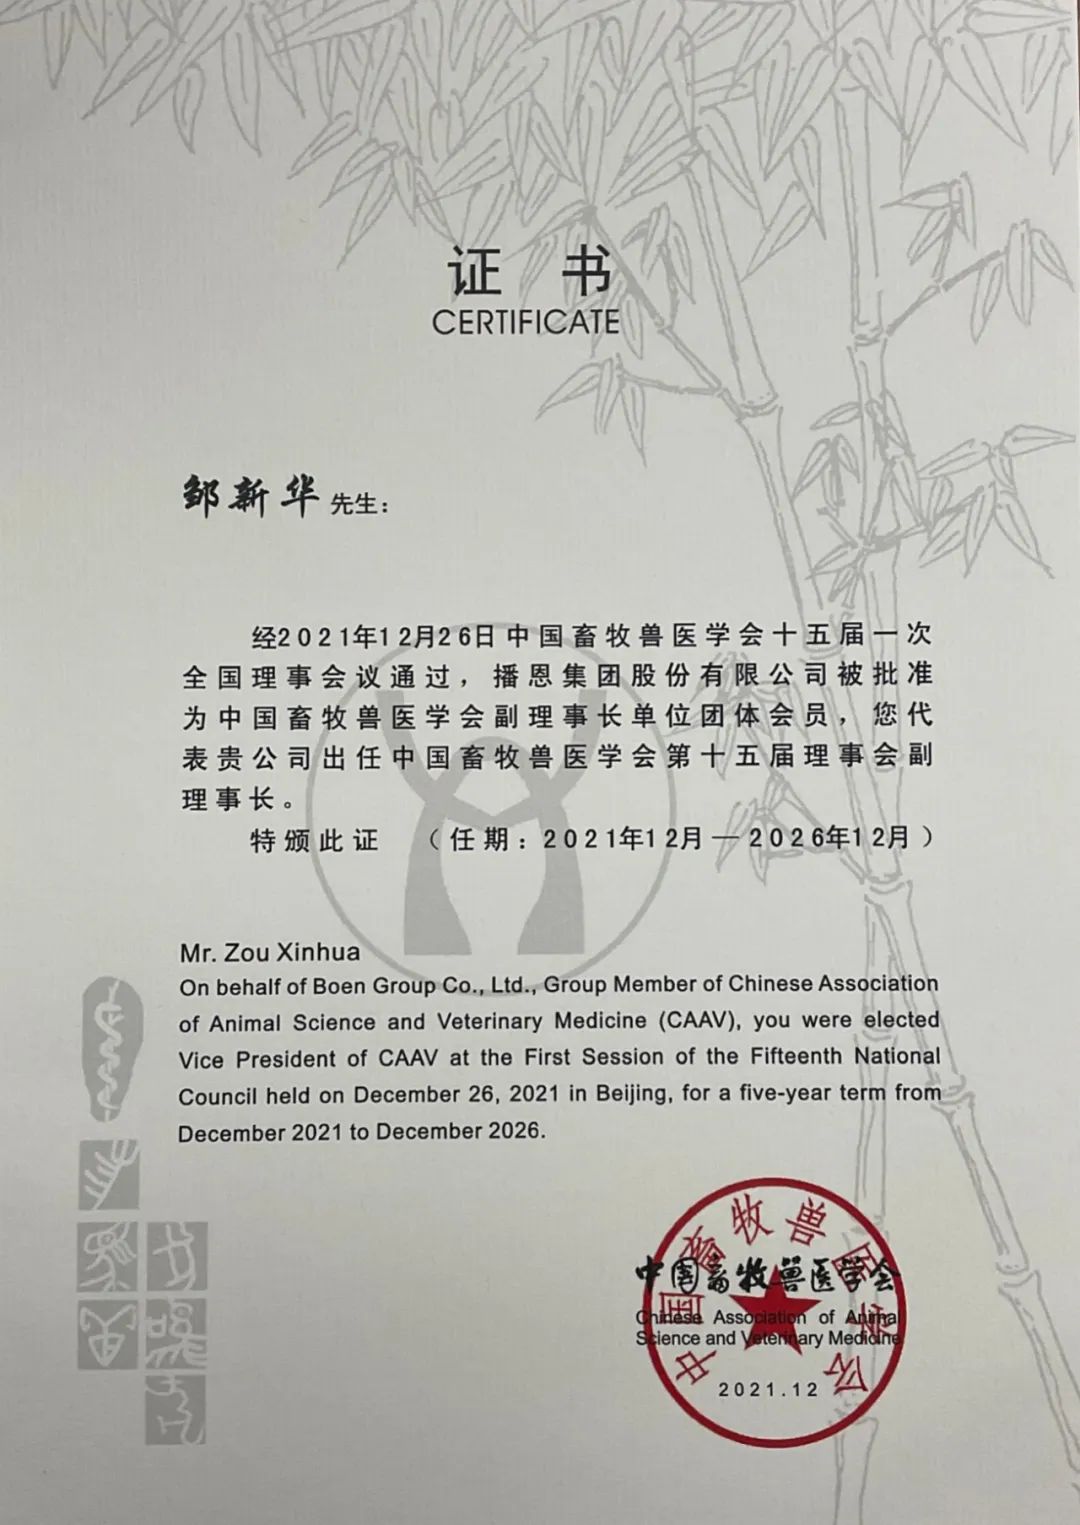 证 书
CERTIFICATE
邹新华 先生：
经2021年12月26日中国畜牧兽医学会十五届一次
全国理事会议通过，播恩集团股份有限公司被批准
为中国畜牧兽医学会副理事长单位团体会员，您代
表贵公司出任中国畜牧兽医学会第十五届理事会副
理事长。
特颁此证 （任期：2021年12月—2026年12月）
Mr. Zou Xinhua
On behalf of Boen Group Co., Ltd., Group Member of Chinese Association
of Animal Science and Veterinary Medicine (CAAV), you were elected
Vice President of CAAV at the First Session of the Fifteenth National
Council held on December 26, 2021 in Beijing, for a five-year term from
December 2021 to December 2026.
中国畜牧兽医学会
中国畜牧兽医学会
Chinese Association of Animal
Science and Veterinary Medicine
2021.12